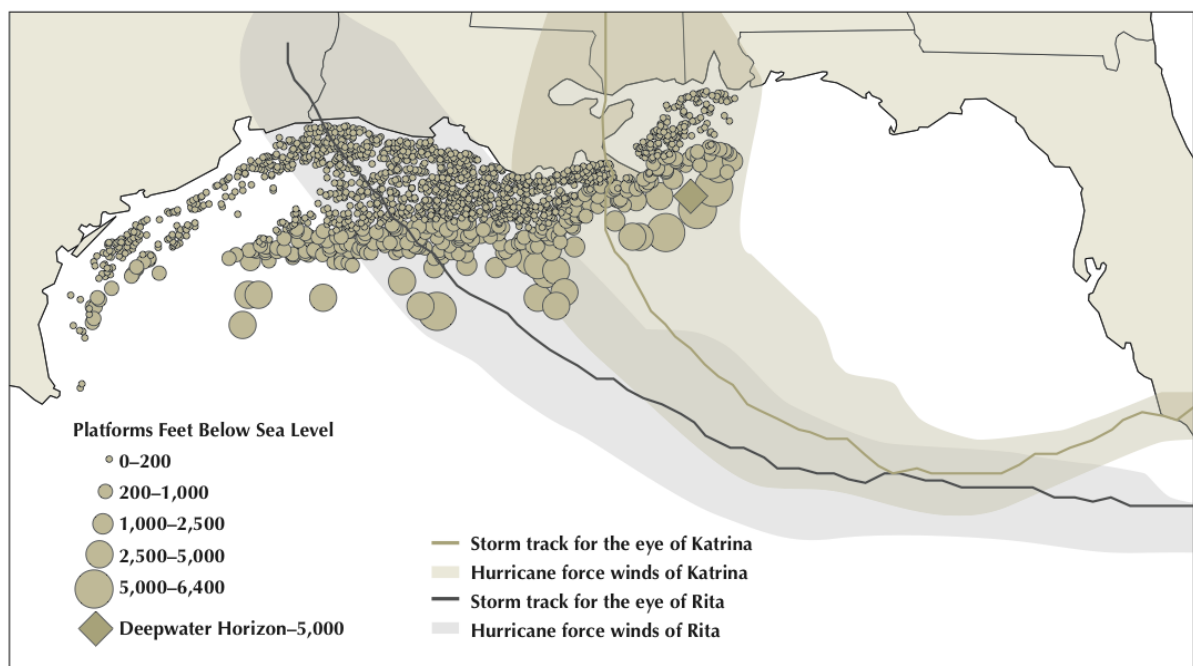 Platforms Feet Below Sea Level
0–200
200–1,000
1,000–2,500
2,500–5,000
5,000–6,400
Deepwater Horizon–5,000
Storm track for the eye of Katrina
Hurricane force winds of Katrina
Storm track for the eye of Rita
Hurricane force winds of Rita